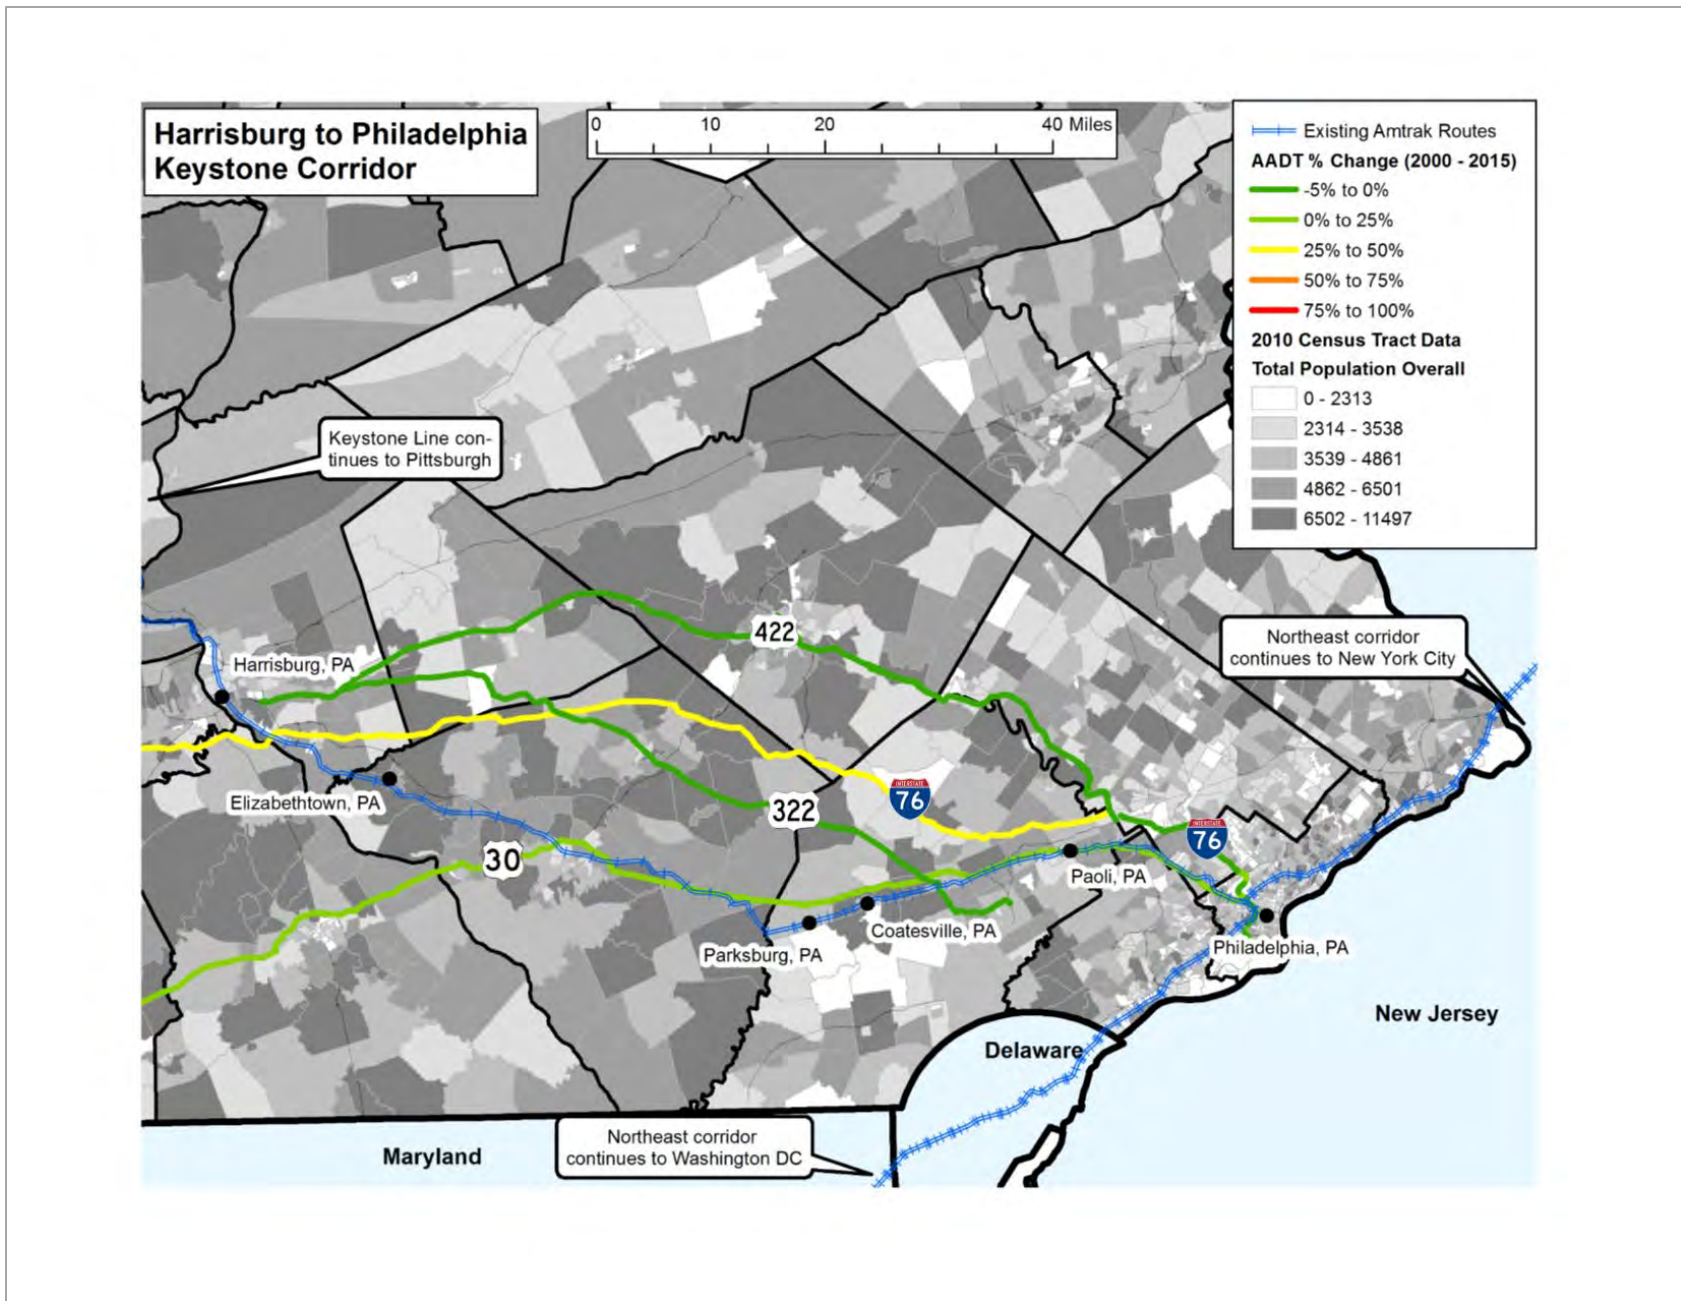 Harrisburg to Philadelphia
Keystone Corridor
0 10 20 40 Miles
Existing Amtrak Routes
AADT % Change (2000 - 2015)
-5% to 0%
0% to 25%
25% to 50%
50% to 75%
75% to 100%
2010 Census Tract Data
Total Population Overall
0 - 2313
2314 - 3538
3539 - 4861
4862 - 6501
6502 - 11497
Keystone Line con-
tinues to Pittsburgh
Northeast corridor
continues to New York City
422
Harrisburg, PA
Elizabethtown, PA
INTERSTATE
76
322
INTERSTATE
76
30
Paoli, PA
Coatesville, PA
Parksburg, PA
Philadelphia, PA
New Jersey
Delaware
Maryland
Northeast corridor
continues to Washington DC